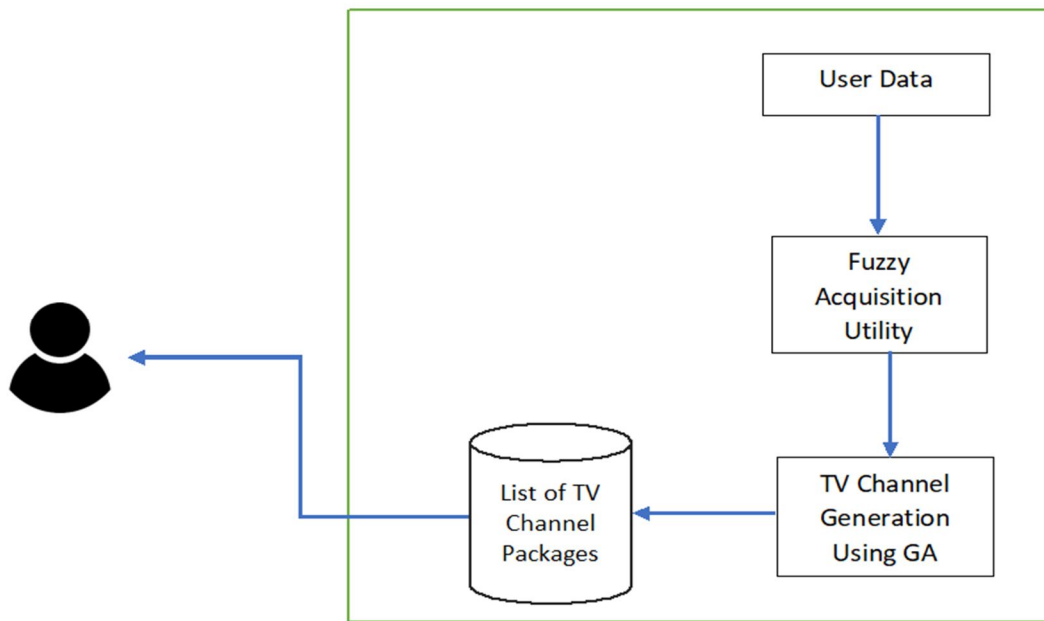 User Data
Fuzzy
Acquisition
Utility
TV Channel
Generation
Using GA
List of TV
Channel
Packages